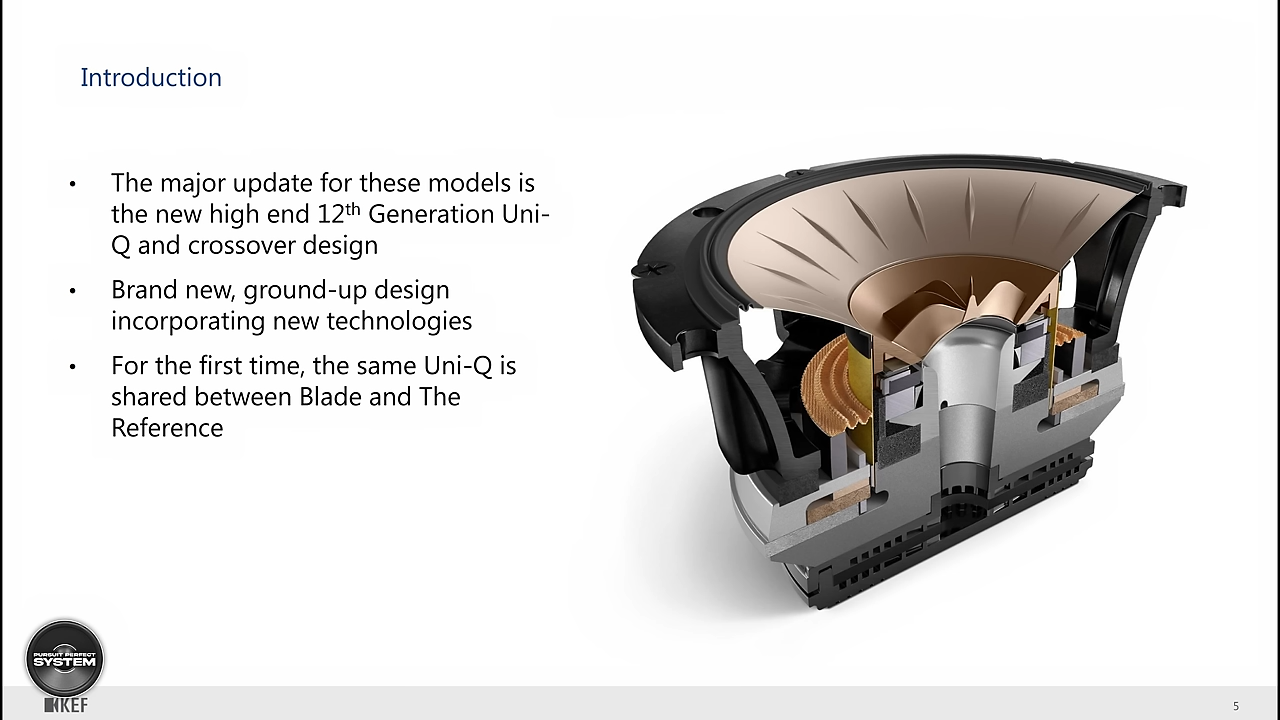 Introduction
• The major update for these models is
the new high end 12th Generation Uni-
Q and crossover design
• Brand new, ground-up design
incorporating new technologies
• For the first time, the same Uni-Q is
shared between Blade and The
Reference
PURSUIT PERFECT
SYSTEM
KEF
5